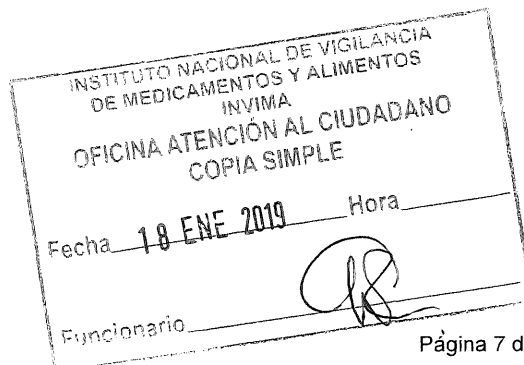 INSTITUTO NACIONAL DE VIGILANCIA
DE MEDICAMENTOS Y ALIMENTOS
INVIMA
OFICINA ATENCIÓN AL CIUDADANO
COPIA SIMPLE
Fecha 18 ENE 2019 Hora
Funcionario
Página 7 d